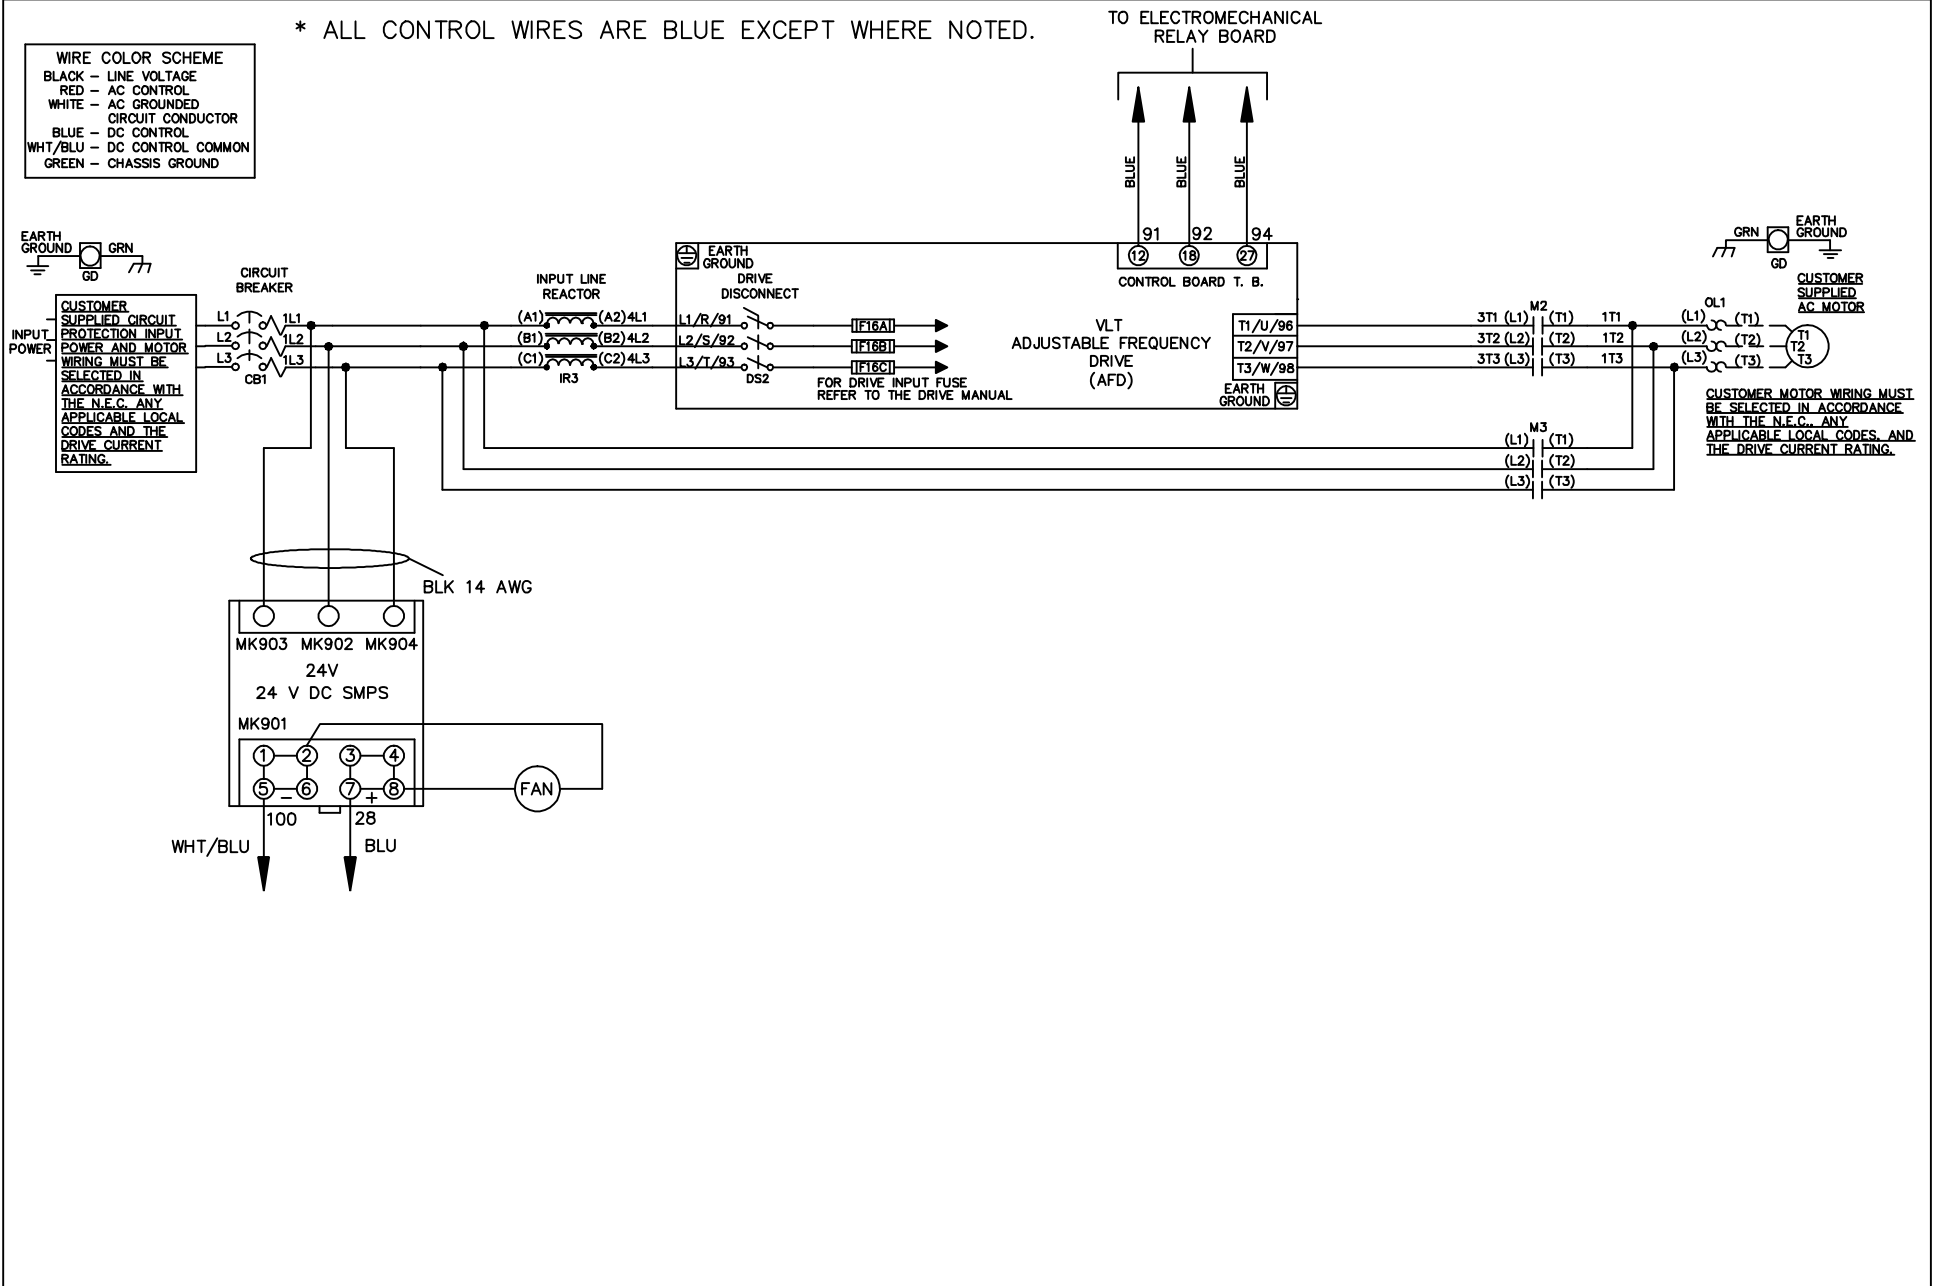 * ALL CONTROL WIRES ARE BLUE EXCEPT WHERE NOTED.
TO ELECTROMECHANICAL
RELAY BOARD
WIRE COLOR SCHEME
BLACK – LINE VOLTAGE
RED – AC CONTROL
WHITE – AC GROUNDED
CIRCUIT CONDUCTOR
BLUE – DC CONTROL
WHT/BLU – DC CONTROL COMMON
GREEN – CHASSIS GROUND
BLUE
BLUE
BLUE
91 92 94
12 18 27
CONTROL BOARD T. B.
EARTH
GROUND
GRN
GD
CIRCUIT
BREAKER
INPUT LINE
REACTOR
EARTH
GROUND
DRIVE
DISCONNECT
GRN
EARTH
GROUND
GD
CUSTOMER
SUPPLIED
AC MOTOR
INPUT
POWER
CUSTOMER
SUPPLIED CIRCUIT
PROTECTION INPUT
POWER AND MOTOR
WIRING MUST BE
SELECTED IN
ACCORDANCE WITH
THE N.E.C. ANY
APPLICABLE LOCAL
CODES AND THE
DRIVE CURRENT
RATING.
L1 1L1
L2 1L2
L3 1L3
CB1
(A1) (A2) 4L1
(B1) (B2) 4L2
(C1) (C2) 4L3
IR3
L1/R/91
L2/S/92
L3/T/93
DS2
F16A
F16B
F16C
FOR DRIVE INPUT FUSE
REFER TO THE DRIVE MANUAL
VLT
ADJUSTABLE FREQUENCY
DRIVE
(AFD)
T1/U/96
T2/V/97
T3/W/98
EARTH
GROUND
M2
3T1 (L1) (T1) 1T1
3T2 (L2) (T2) 1T2
3T3 (L3) (T3) 1T3
OL1
(L1) (T1)
(L2) (T2)
(L3) (T3)
T1
T2
T3
CUSTOMER MOTOR WIRING MUST
BE SELECTED IN ACCORDANCE
WITH THE N.E.C., ANY
APPLICABLE LOCAL CODES, AND
THE DRIVE CURRENT RATING.
M3
(L1) (T1)
(L2) (T2)
(L3) (T3)
BLK 14 AWG
MK903 MK902 MK904
24V
24 V DC SMPS
MK901
1 2 3 4
5 – 6 7 + 8
FAN
100 28
WHT/BLU BLU